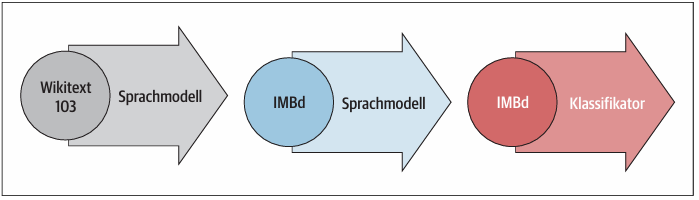 Wikitext
103
Sprachmodell
IMBd
Sprachmodell
IMBd
Klassifikator